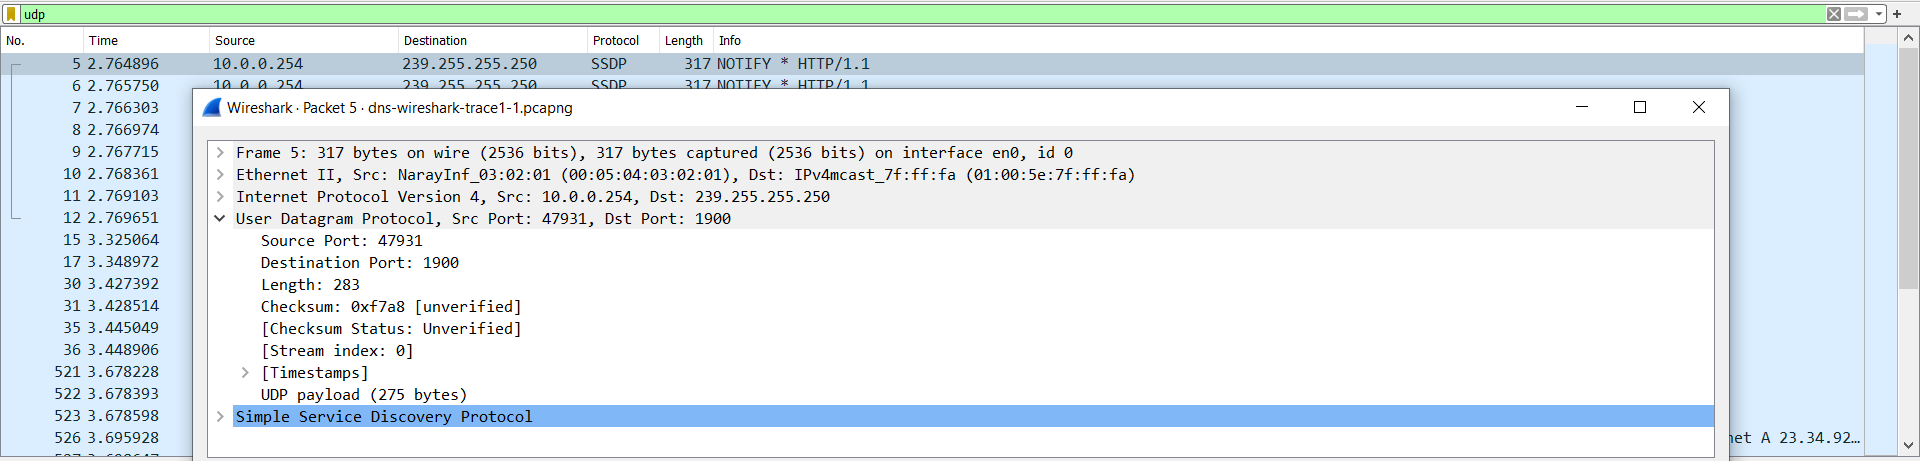 udp
No. Time Source Destination Protocol Length Info
5 2.764896 10.0.0.254 239.255.255.250 SSDP 317 NOTIFY * HTTP/1.1
6 2.765750 10.0.0.254 239.255.255.250 SSDP 317 NOTIFY * HTTP/1.1
7 2.766303
8 2.766974
9 2.767715
10 2.768361
11 2.769103
12 2.769651
15 3.325064
17 3.348972
30 3.427392
31 3.428514
35 3.445049
36 3.448906
521 3.678228
522 3.678393
523 3.678598
526 3.695928 net A 23.34.92…
Wireshark · Packet 5 · dns-wireshark-trace1-1.pcapng
Frame 5: 317 bytes on wire (2536 bits), 317 bytes captured (2536 bits) on interface en0, id 0
Ethernet II, Src: NarayInf_03:02:01 (00:05:04:03:02:01), Dst: IPv4mcast_7f:ff:fa (01:00:5e:7f:ff:fa)
Internet Protocol Version 4, Src: 10.0.0.254, Dst: 239.255.255.250
User Datagram Protocol, Src Port: 47931, Dst Port: 1900
Source Port: 47931
Destination Port: 1900
Length: 283
Checksum: 0xf7a8 [unverified]
[Checksum Status: Unverified]
[Stream index: 0]
[Timestamps]
UDP payload (275 bytes)
Simple Service Discovery Protocol